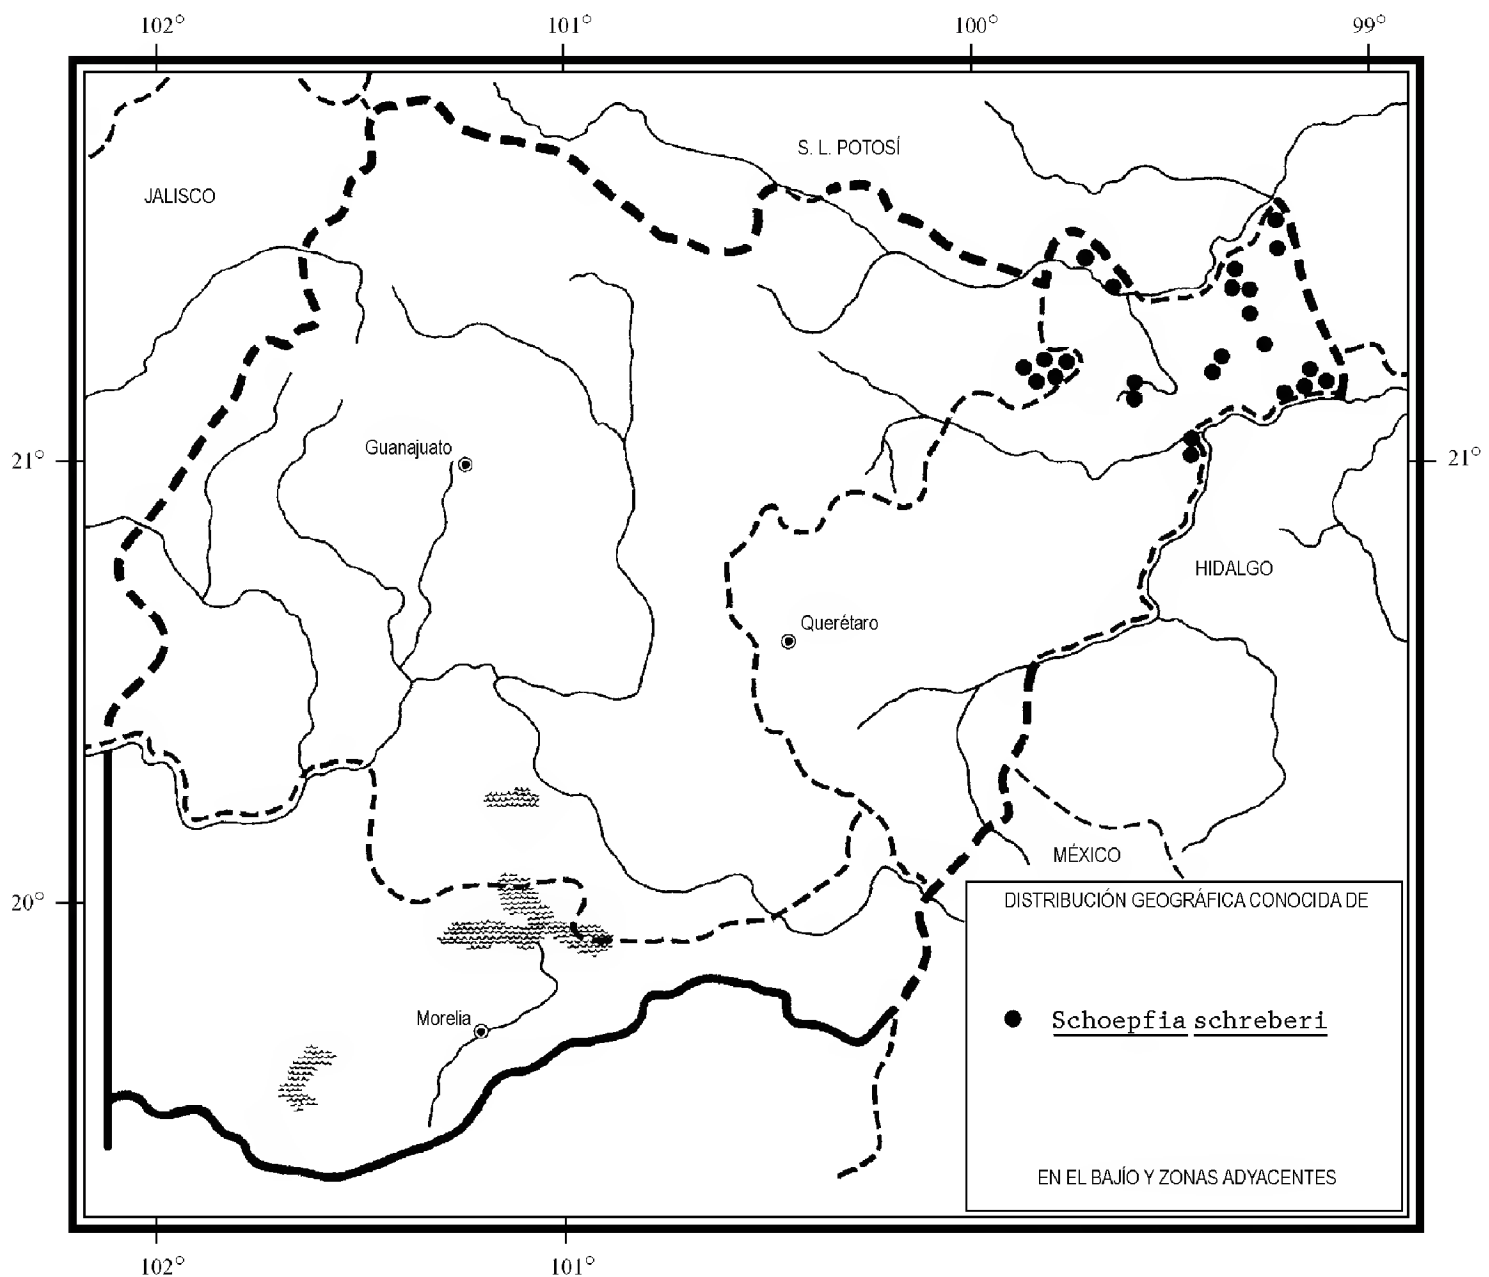 102° 101° 100° 99°
S. L. POTOSÍ
JALISCO
Guanajuato
21° 21°
HIDALGO
Querétaro
MÉXICO
20°
DISTRIBUCIÓN GEOGRÁFICA CONOCIDA DE
Schoepfia schreberi
Morelia
EN EL BAJÍO Y ZONAS ADYACENTES
102° 101°